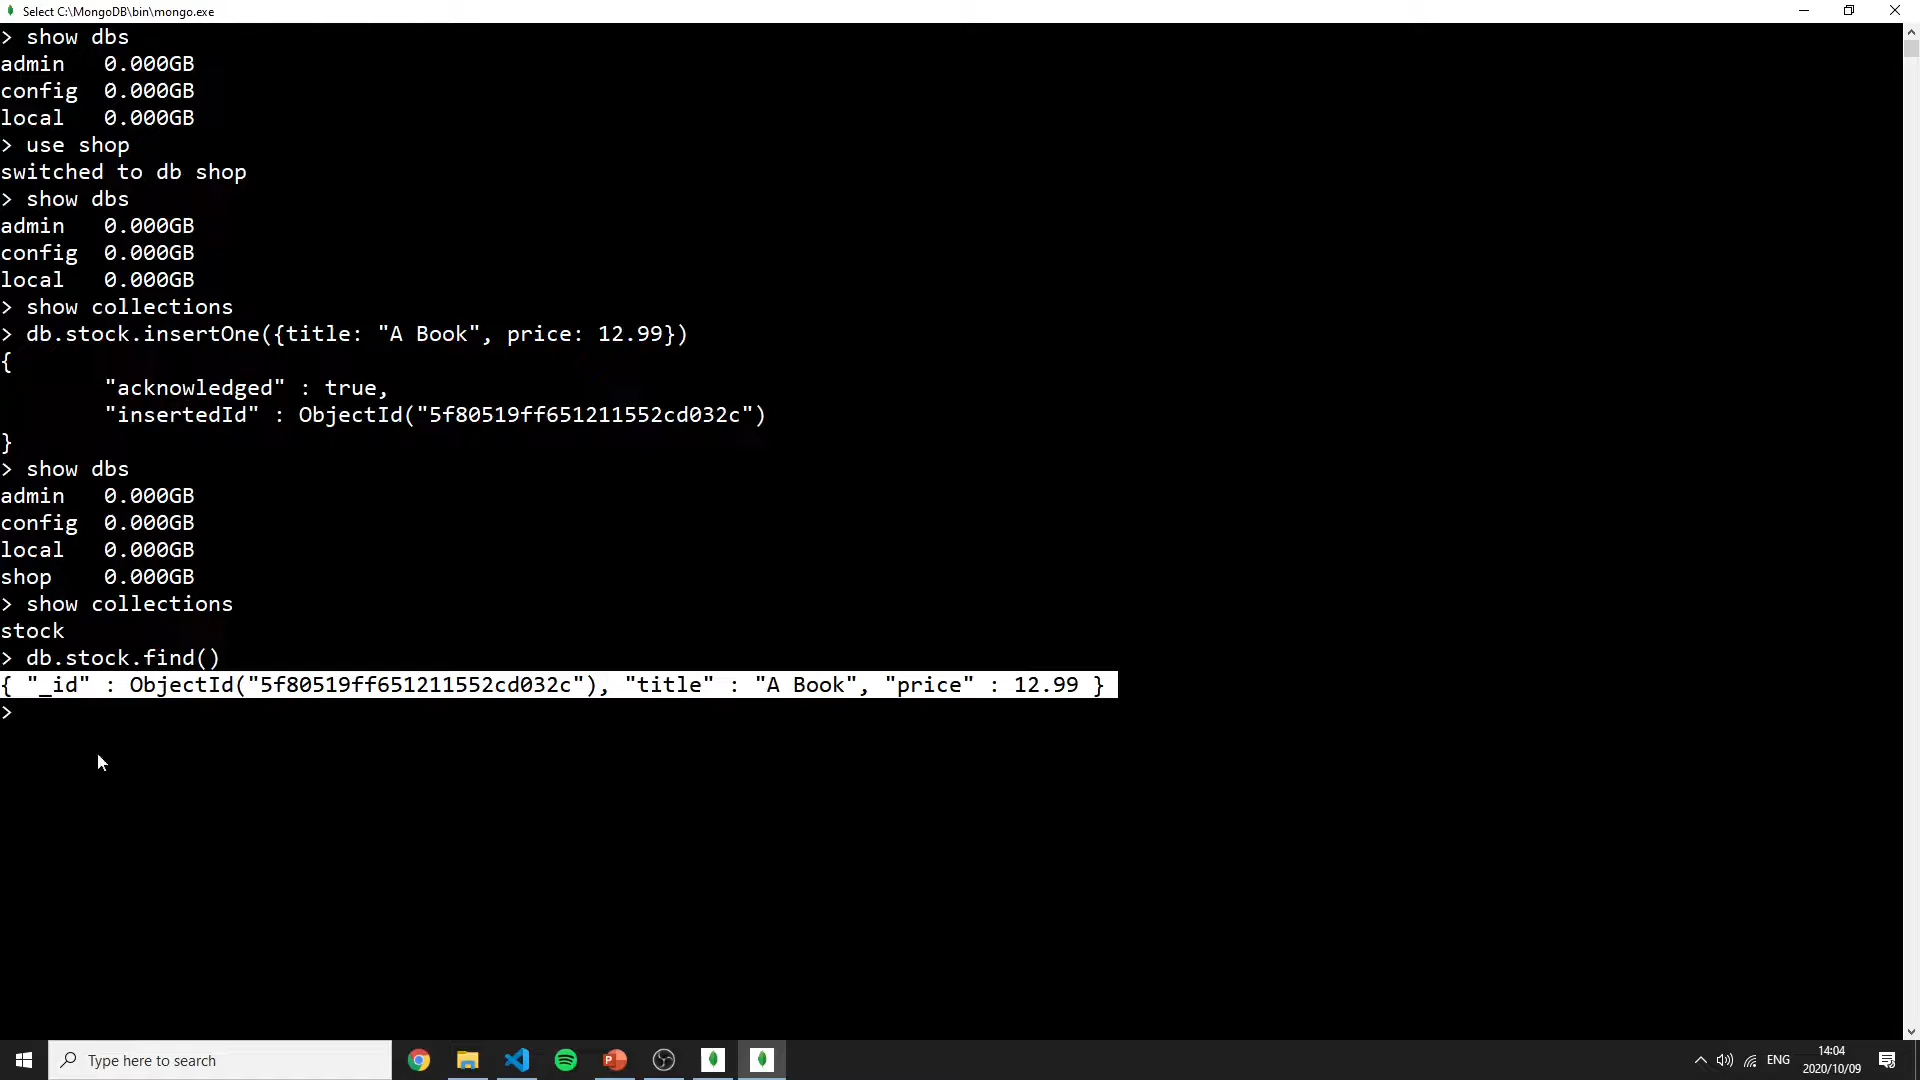 Select C:\MongoDB\bin\mongo.exe
> show dbs
admin   0.000GB
config  0.000GB
local   0.000GB
> use shop
switched to db shop
> show dbs
admin   0.000GB
config  0.000GB
local   0.000GB
> show collections
> db.stock.insertOne({title: "A Book", price: 12.99})
{
        "acknowledged" : true,
        "insertedId" : ObjectId("5f80519ff651211552cd032c")
}
> show dbs
admin   0.000GB
config  0.000GB
local   0.000GB
shop    0.000GB
> show collections
stock
> db.stock.find()
{ "_id" : ObjectId("5f80519ff651211552cd032c"), "title" : "A Book", "price" : 12.99 }
>
Type here to search
ENG
14:04
2020/10/09